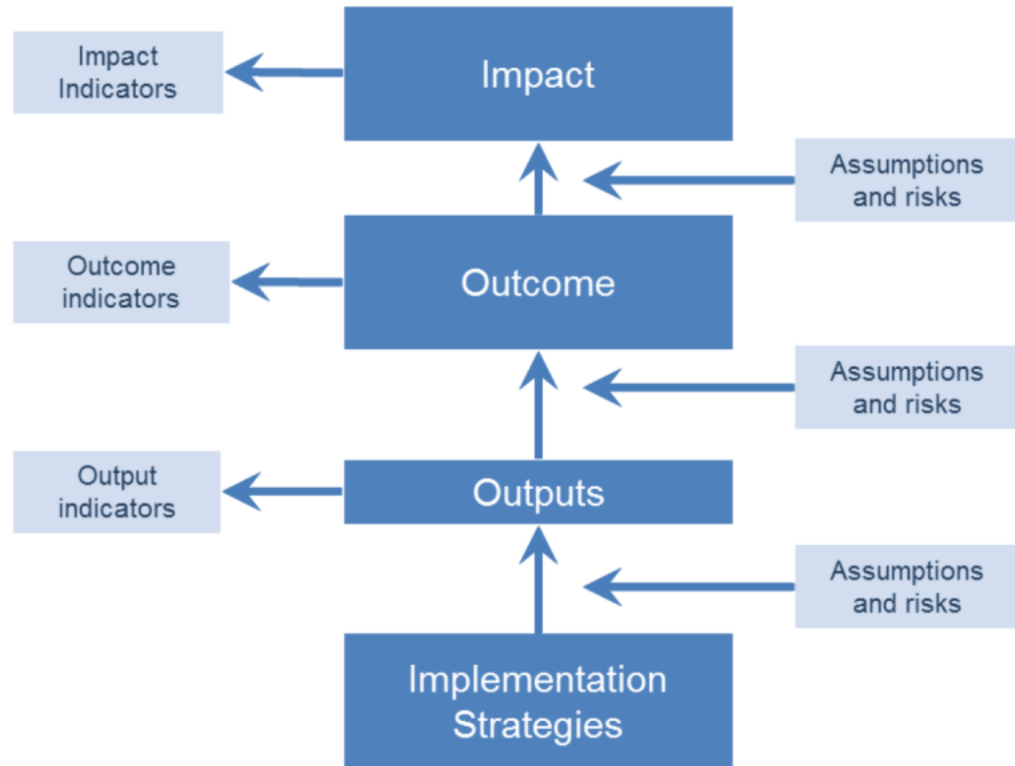 Impact
Indicators
Impact
Assumptions
and risks
Outcome
indicators
Outcome
Assumptions
and risks
Output
indicators
Outputs
Assumptions
and risks
Implementation
Strategies